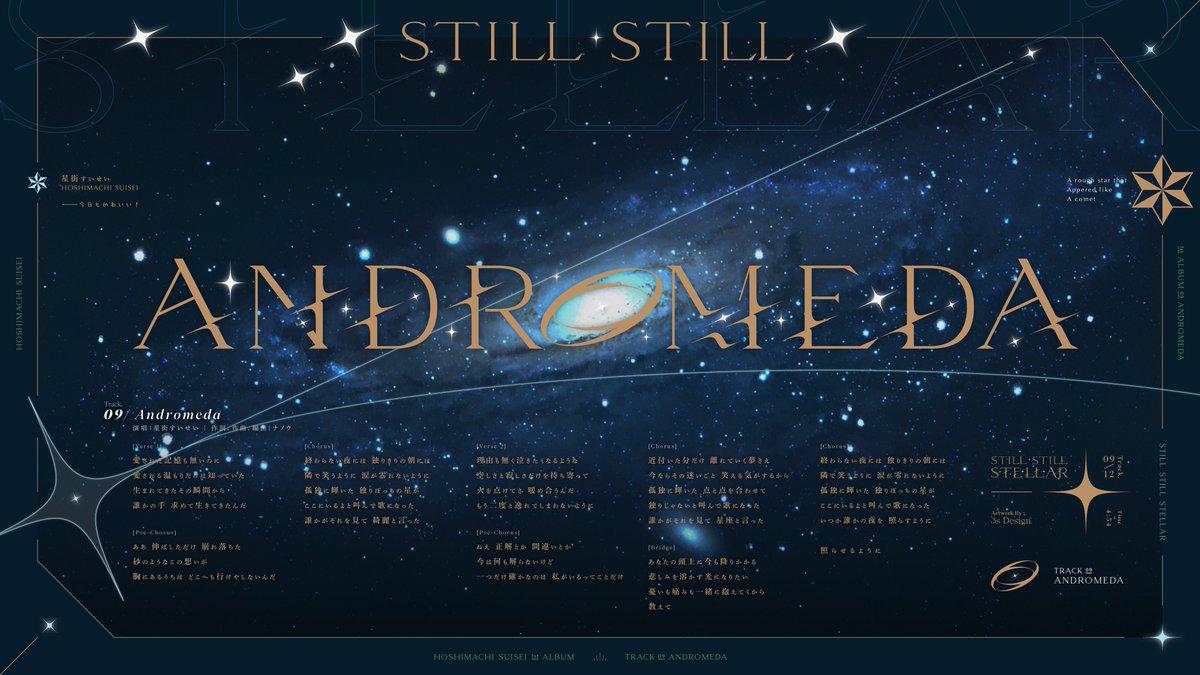 STELLAR
STILL STILL
星街すいせい
HOSHIMACHI SUISEI
今日もかわいい！
A rough star that
Appered like
A comet
HOSHIMACHI SUISEI
1st ALBUM 09 ANDROMEDA
ANDROMEDA
Track.
09/ Andromeda
演唱：星街すいせい | 作詞.作曲.編曲：ナノウ
[Verse 1]
愛された記憶も無いのに
愛される温もりだけは知っていた
生まれてきたその瞬間から
誰かの手 求めて生きてきたんだ
[Pre-Chorus]
ああ 伸ばしただけ 崩れ落ちた
砂のようなこの想いが
胸にあるうちは どこへも行けやしないんだ
[Chorus]
終わらない夜には 独りきりの朝には
隣で笑うように 涙が零れないように
孤独に輝いた 独りぼっちの星が
ここにいるよと叫んで歌になった
誰かがそれを見て 綺麗と言った
[Verse 2]
理由も無く泣きたくなるような
空しさと寂しさだけを持ち寄って
火を点けてさ 暖め合うんだ
もう二度と逸れてしまわないように
[Pre-Chorus]
ねえ 正解とか 間違いとか
今は何も解らないけど
一つだけ確かなのは 私がいるってことだけ
[Chorus]
近付いた分だけ 離れていく夢さえ
今ならその迷いごと 笑える気がするから
孤独に輝いた 点と点を合わせて
独りじゃないと叫んで歌になった
誰かがそれを見て 星座と言った
[Bridge]
あなたの頭上に今も降りかかる
悲しみを溶かす光になりたい
憂いも痛みも一緒に抱えてくから
教えて
[Chorus]
終わらない夜には 独りきりの朝には
隣で笑うように 涙が零れないように
孤独に輝いた 独りぼっちの星が
ここにいるよと叫んで歌になった
いつか誰かの夜を 照らすように
照らせるように
STILL STILL
STELLAR
Artwork By :
3s Design
Track.
09/12
Time
4:54
TRACK 09
ANDROMEDA
STILL STILL STELLAR
HOSHIMACHI SUISEI 1st ALBUM
TRACK 09 ANDROMEDA